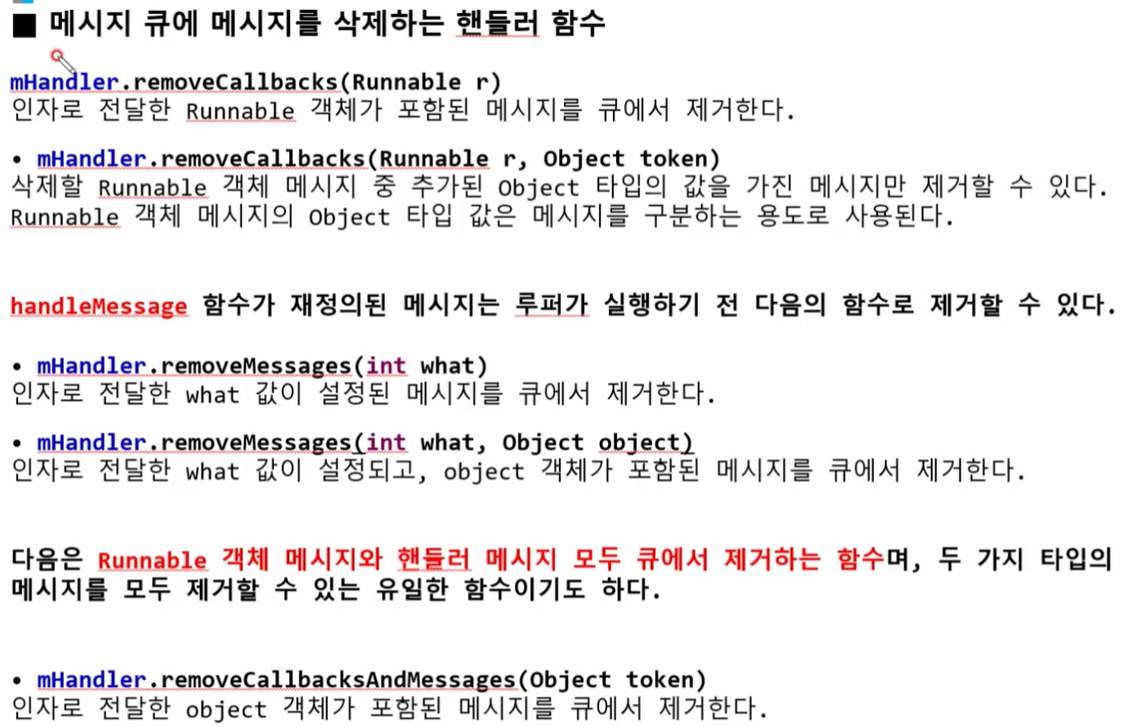 ■ 메시지 큐에 메시지를 삭제하는 핸들러 함수
mHandler.removeCallbacks(Runnable r)
인자로 전달한 Runnable 객체가 포함된 메시지를 큐에서 제거한다.
• mHandler.removeCallbacks(Runnable r, Object token)
삭제할 Runnable 객체 메시지 중 추가된 Object 타입의 값을 가진 메시지만 제거할 수 있다.
Runnable 객체 메시지의 Object 타입 값은 메시지를 구분하는 용도로 사용된다.
handleMessage 함수가 재정의된 메시지는 루퍼가 실행하기 전 다음의 함수로 제거할 수 있다.
• mHandler.removeMessages(int what)
인자로 전달한 what 값이 설정된 메시지를 큐에서 제거한다.
• mHandler.removeMessages(int what, Object object)
인자로 전달한 what 값이 설정되고, object 객체가 포함된 메시지를 큐에서 제거한다.
다음은 Runnable 객체 메시지와 핸들러 메시지 모두 큐에서 제거하는 함수며, 두 가지 타입의
메시지를 모두 제거할 수 있는 유일한 함수이기도 하다.
• mHandler.removeCallbacksAndMessages(Object token)
인자로 전달한 object 객체가 포함된 메시지를 큐에서 제거한다.